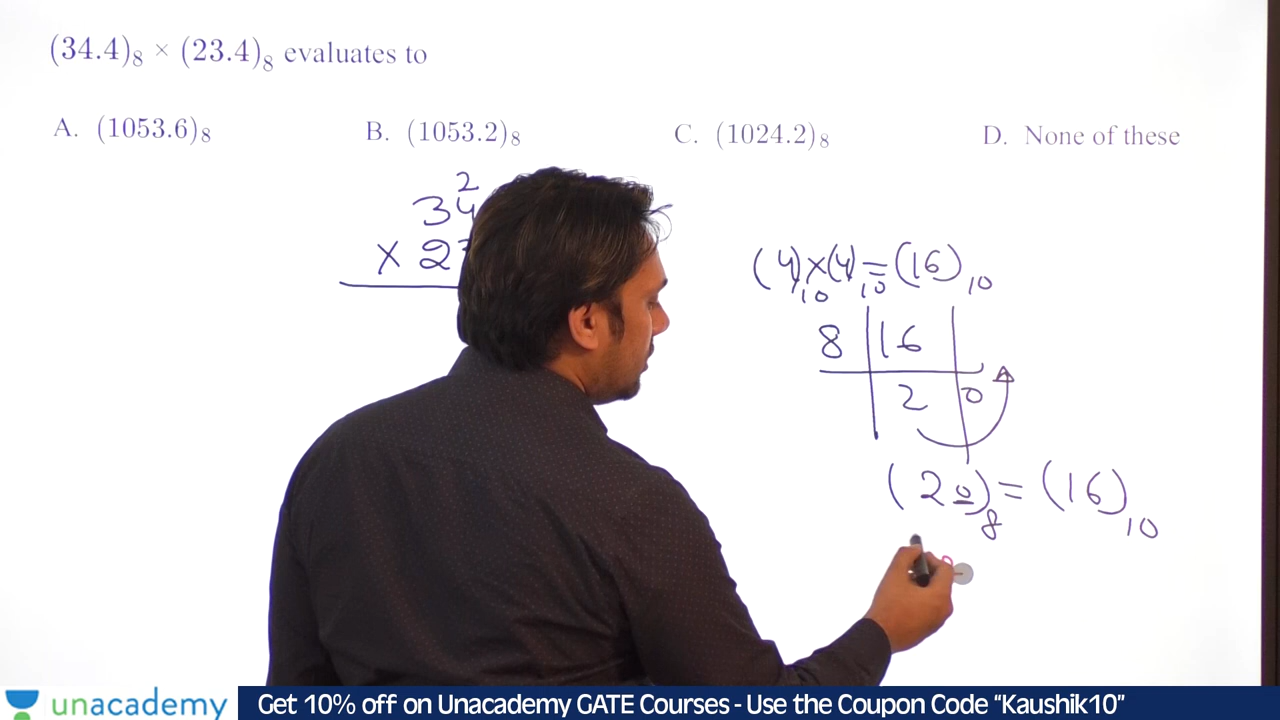 (34.4)₈ × (23.4)₈ evaluates to
A. (1053.6)₈ B. (1053.2)₈ C. (1024.2)₈ D. None of these
2
34
× 2
(4)₁₀×(4)₁₀=(16)₁₀
8 16
2 0
(20)₈ = (16)₁₀
unacademy
Get 10% off on Unacademy GATE Courses - Use the Coupon Code “Kaushik10”